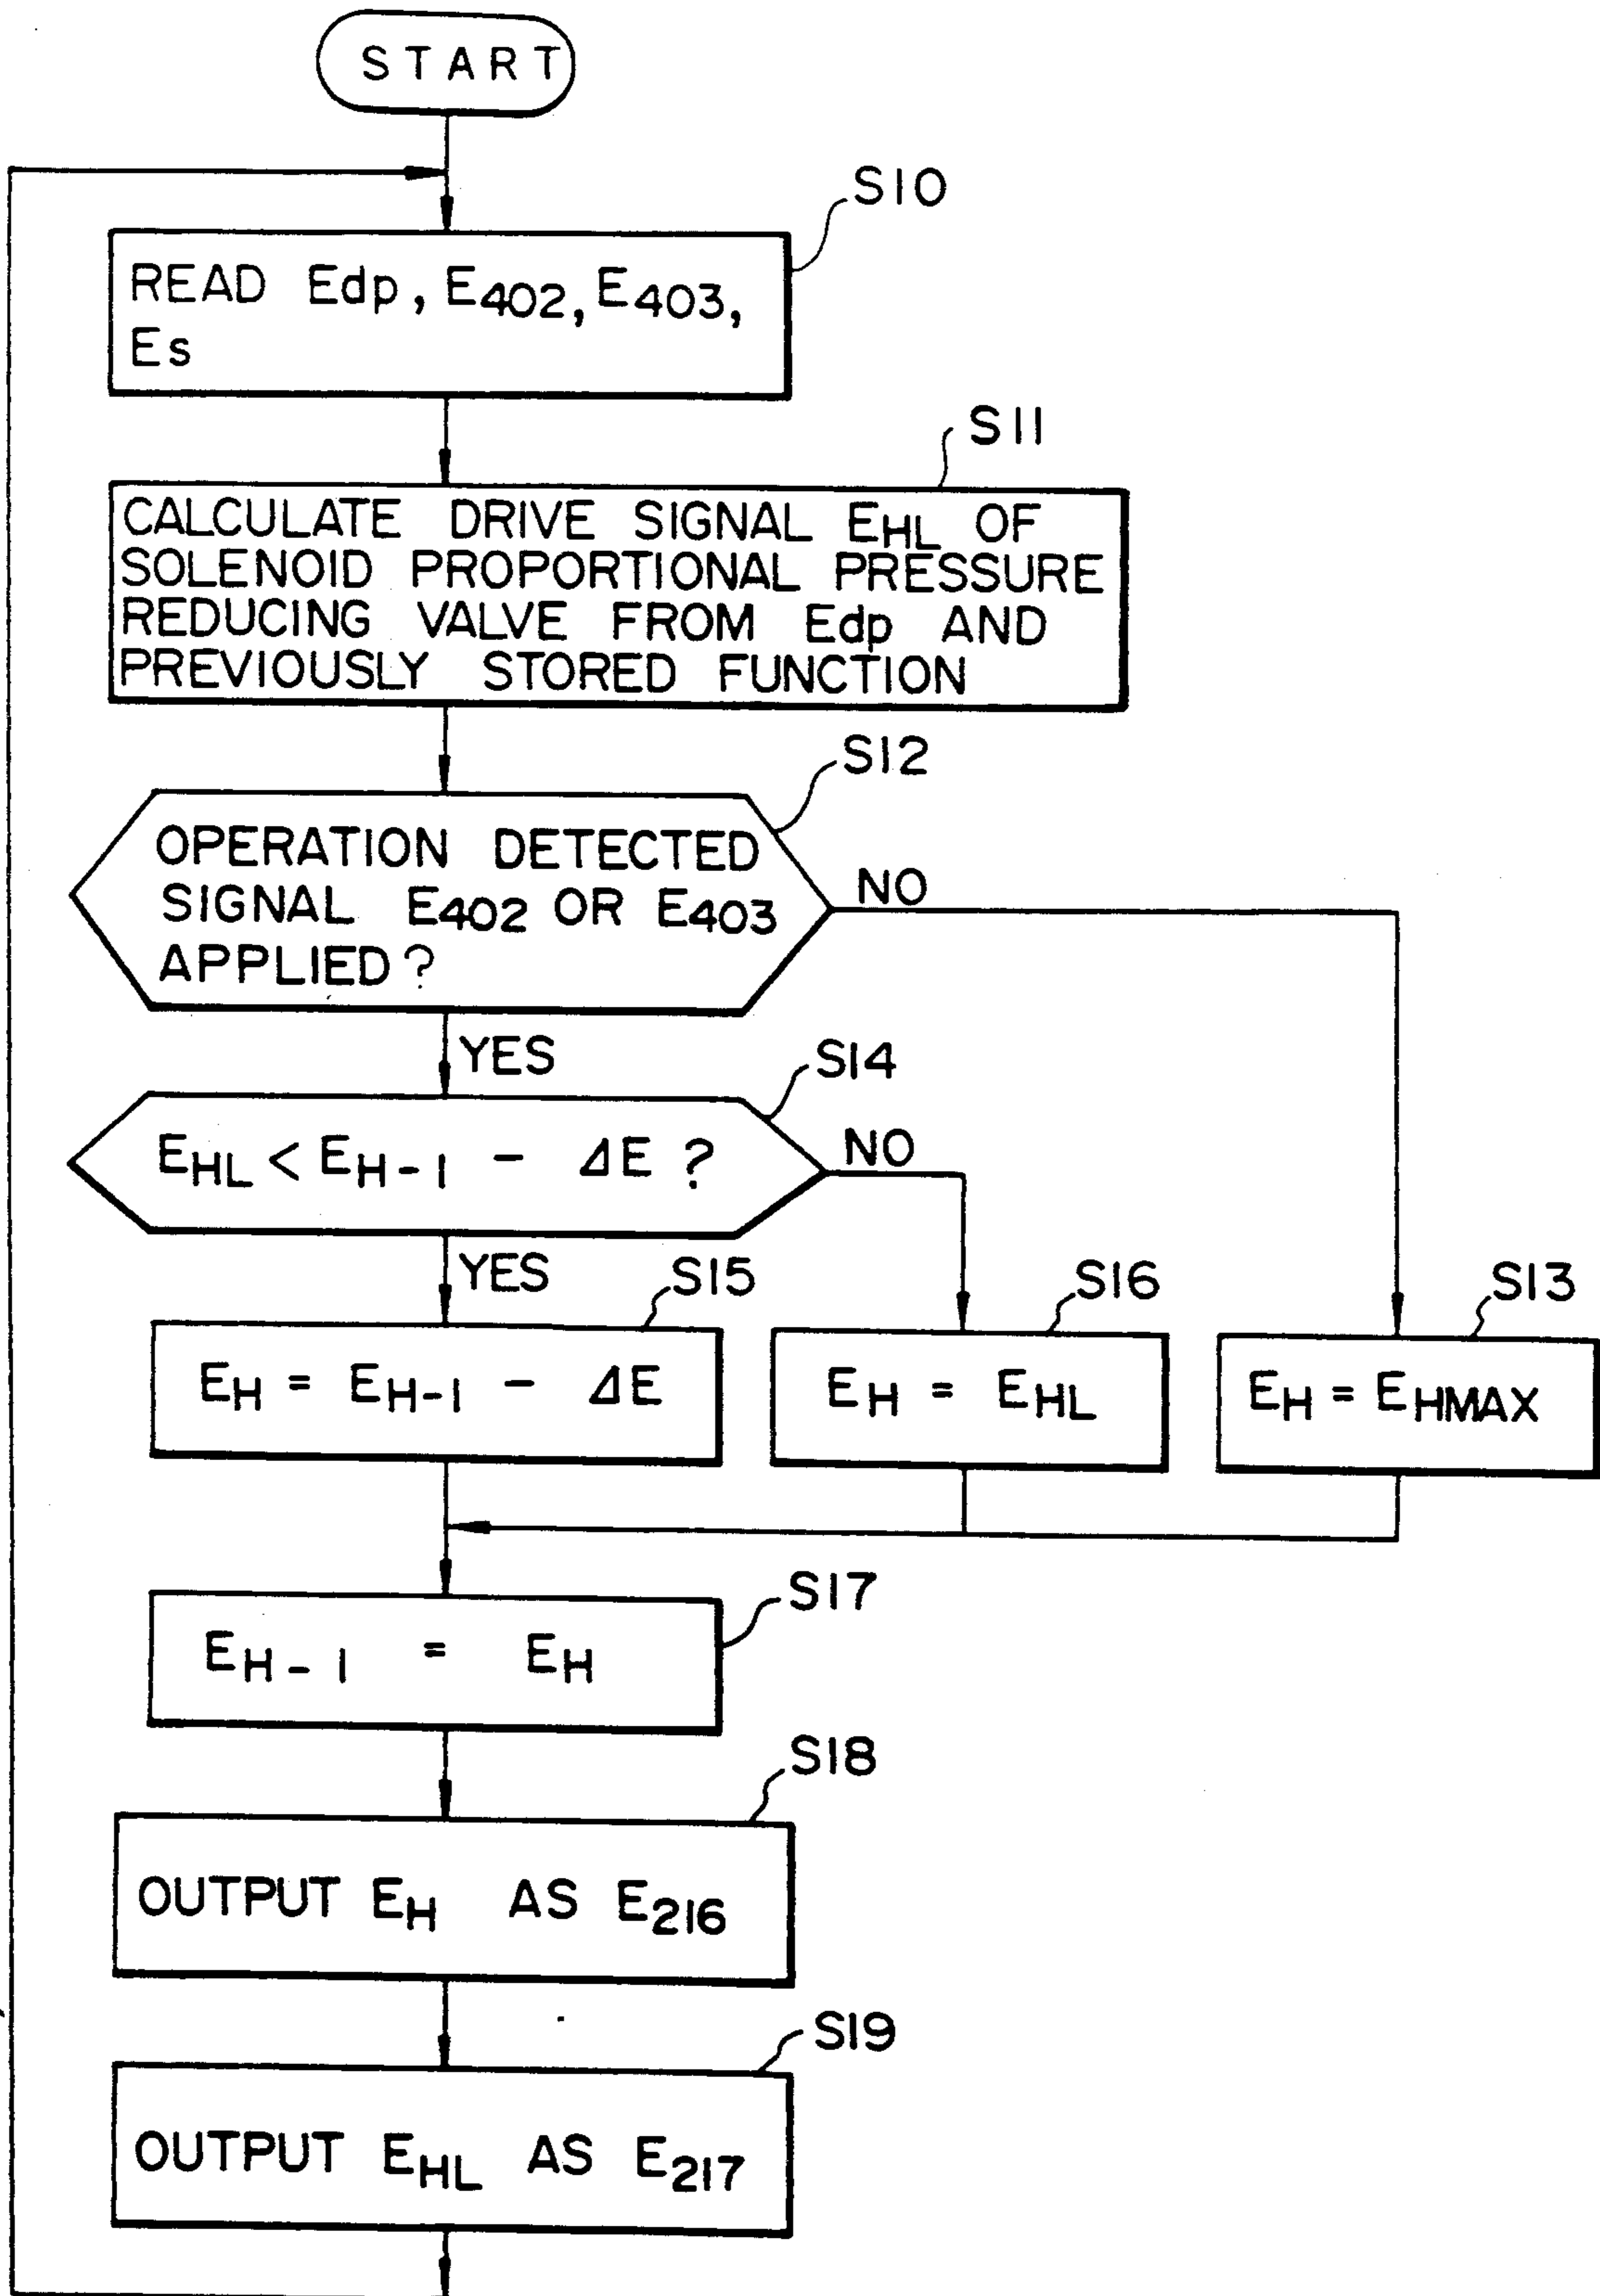 START
S10
READ Edp, E402, E403,
Es
S11
CALCULATE DRIVE SIGNAL EHL OF
SOLENOID PROPORTIONAL PRESSURE
REDUCING VALVE FROM Edp AND
PREVIOUSLY STORED FUNCTION
S12
OPERATION DETECTED
SIGNAL E402 OR E403
APPLIED?
NO
YES
S14
EHL < EH-1 - ΔE ?
NO
YES
S15
EH = EH-1 - ΔE
S16
EH = EHL
S13
EH = EHMAX
S17
EH-1 = EH
S18
OUTPUT EH AS E216
S19
OUTPUT EHL AS E217